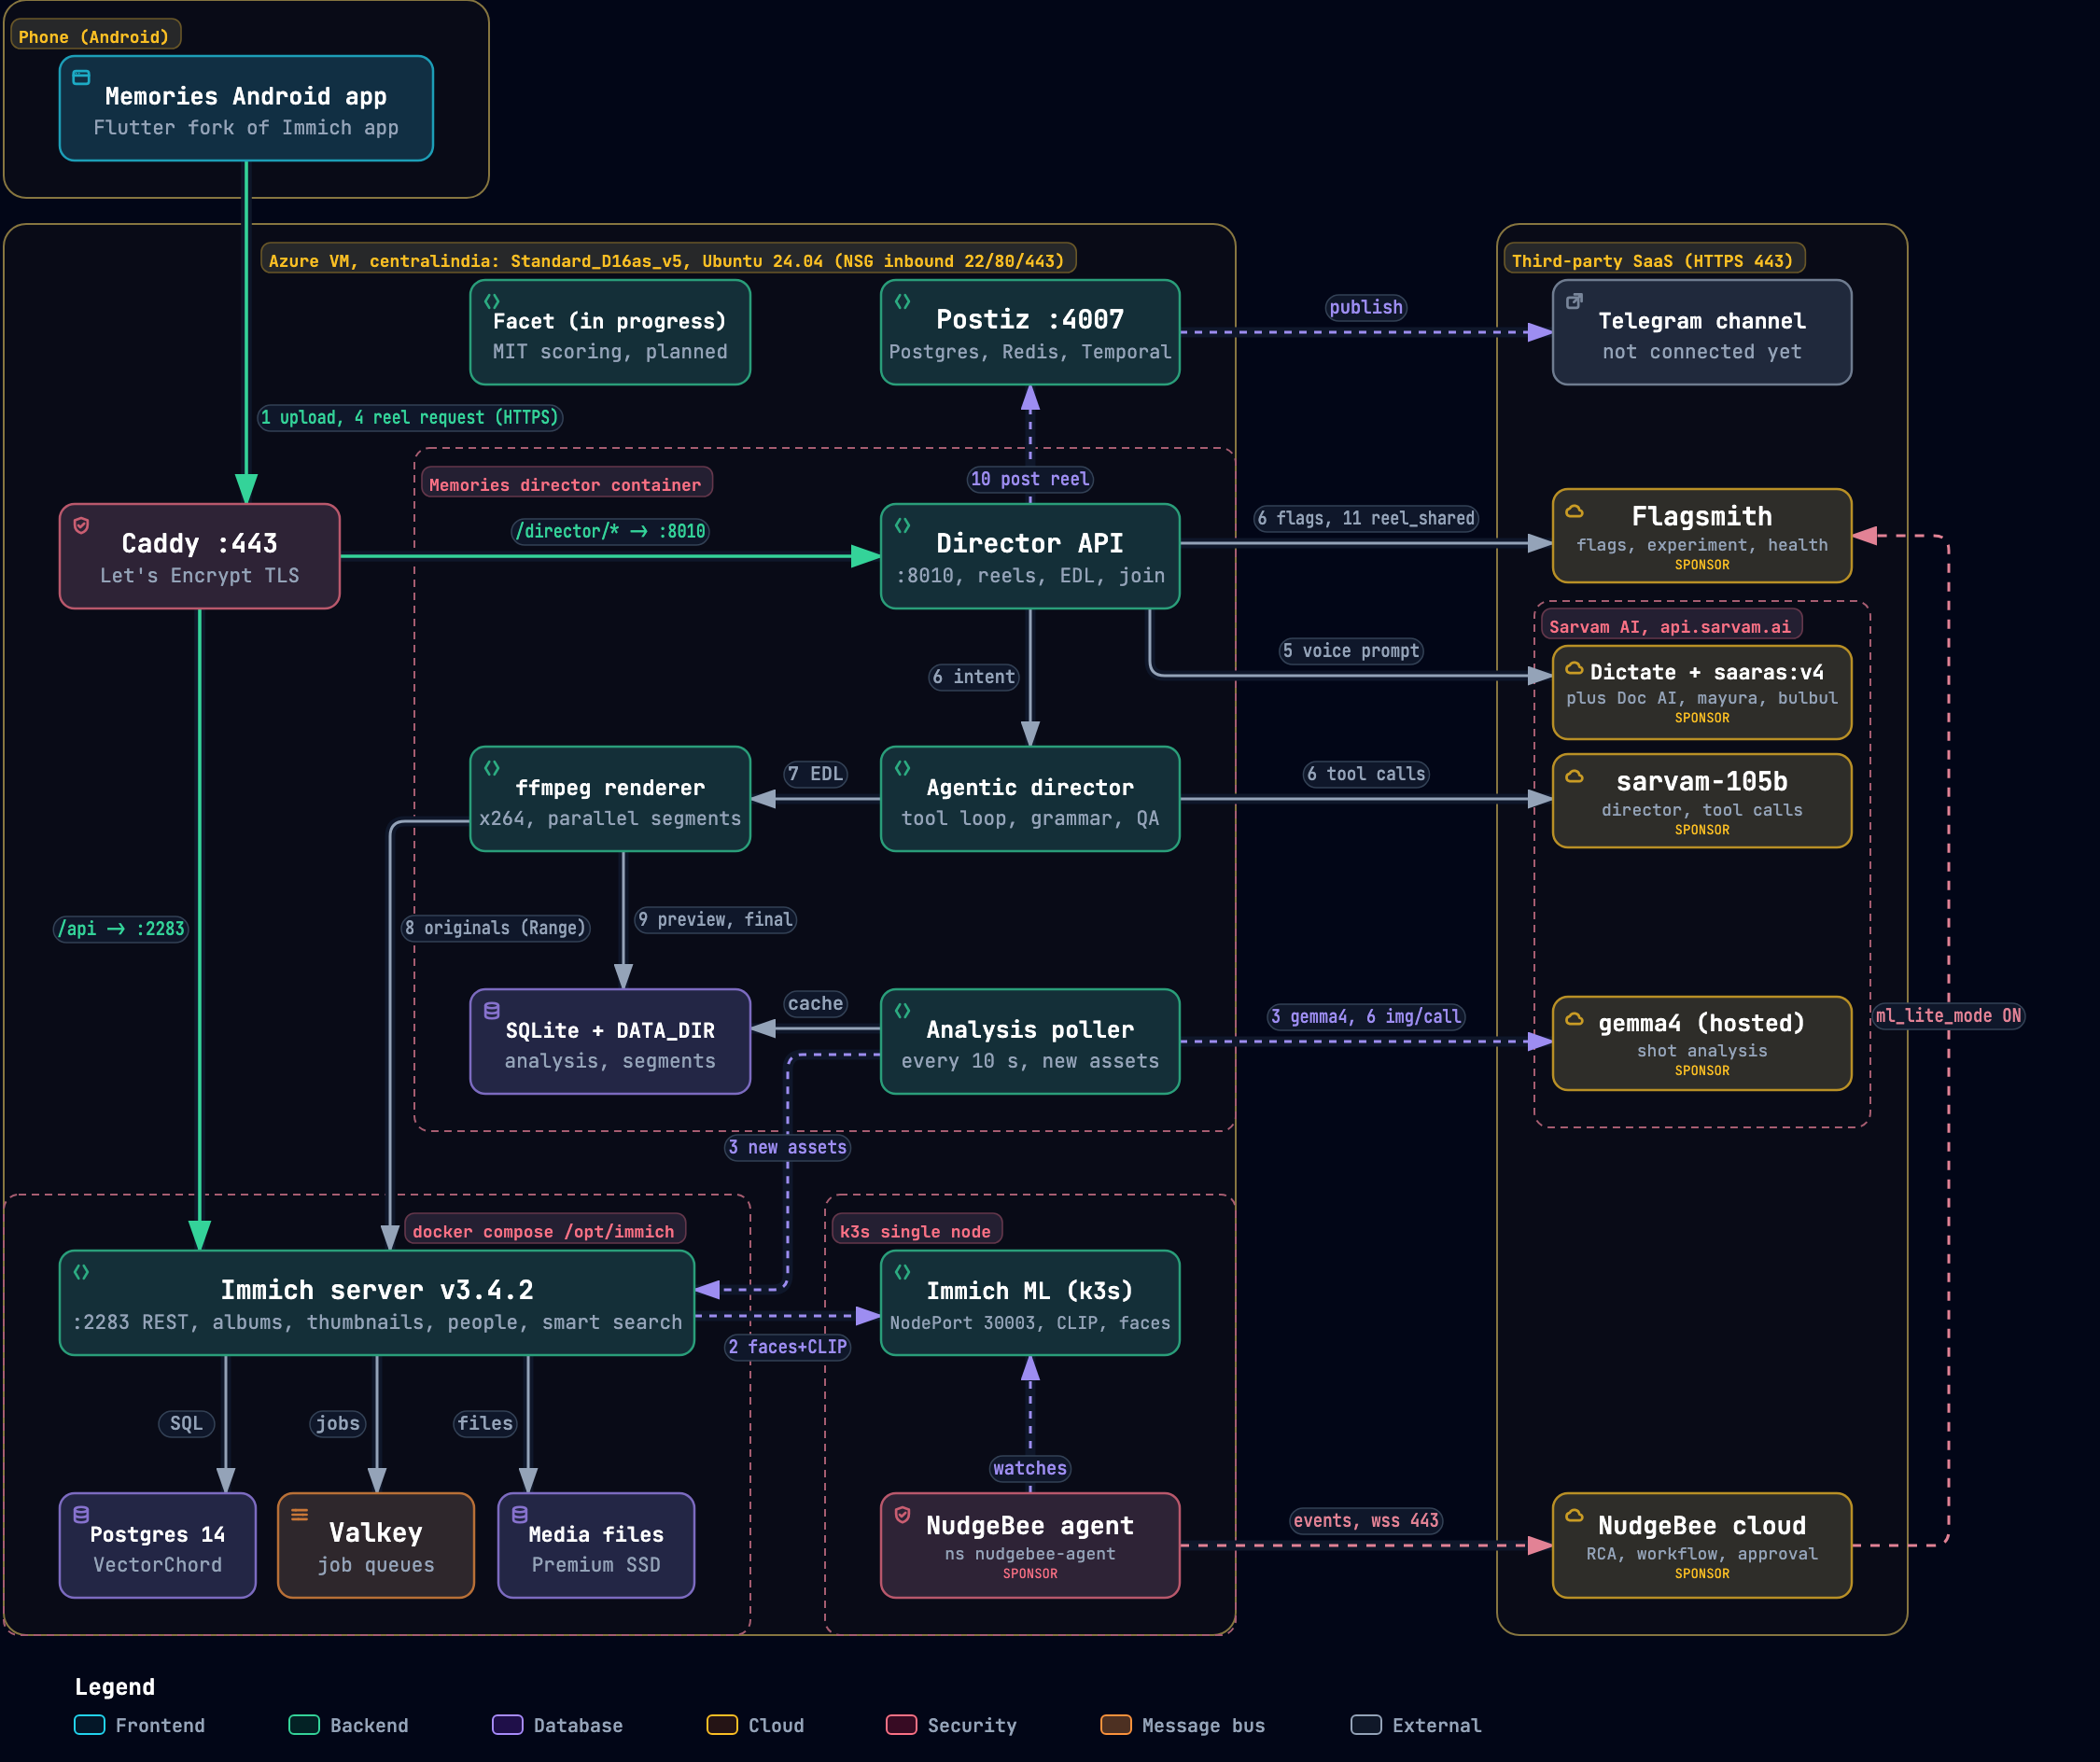 Phone (Android)
Memories Android app
Flutter fork of Immich app
Azure VM, centralindia: Standard_D16as_v5, Ubuntu 24.04 (NSG inbound 22/80/443)
Third-party SaaS (HTTPS 443)
Facet (in progress)
MIT scoring, planned
Postiz :4007
Postgres, Redis, Temporal
publish
Telegram channel
not connected yet
1 upload, 4 reel request (HTTPS)
Memories director container
10 post reel
Caddy :443
Let's Encrypt TLS
/director/* → :8010
Director API
:8010, reels, EDL, join
6 flags, 11 reel_shared
Flagsmith
flags, experiment, health
SPONSOR
Sarvam AI, api.sarvam.ai
5 voice prompt
Dictate + saaras:v4
plus Doc AI, mayura, bulbul
SPONSOR
6 intent
ffmpeg renderer
x264, parallel segments
7 EDL
Agentic director
tool loop, grammar, QA
6 tool calls
sarvam-105b
director, tool calls
SPONSOR
/api → :2283
8 originals (Range)
9 preview, final
SQLite + DATA_DIR
analysis, segments
cache
Analysis poller
every 10 s, new assets
3 gemma4, 6 img/call
gemma4 (hosted)
shot analysis
SPONSOR
ml_lite_mode ON
3 new assets
docker compose /opt/immich
k3s single node
Immich server v3.4.2
:2283 REST, albums, thumbnails, people, smart search
2 faces+CLIP
Immich ML (k3s)
NodePort 30003, CLIP, faces
SQL
jobs
files
watches
Postgres 14
VectorChord
Valkey
job queues
Media files
Premium SSD
NudgeBee agent
ns nudgebee-agent
SPONSOR
events, wss 443
NudgeBee cloud
RCA, workflow, approval
SPONSOR
Legend
Frontend
Backend
Database
Cloud
Security
Message bus
External